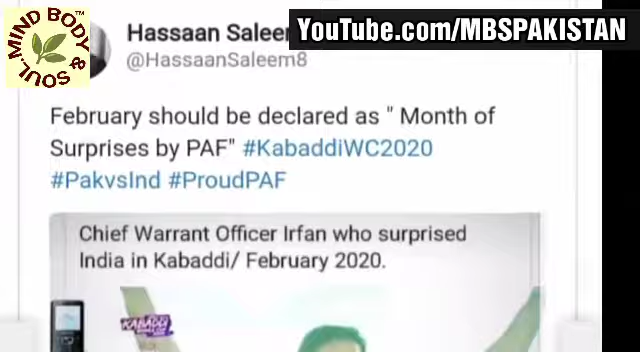 MIND BODY & SOUL.
YouTube.com/MBSPAKISTAN
Hassaan
@HassaanSaleem8
February should be declared as " Month of
Surprises by PAF" #KabaddiWC2020
#PakvsInd #ProudPAF
Chief Warrant Officer Irfan who surprised
India in Kabaddi/ February 2020.
KABADDI